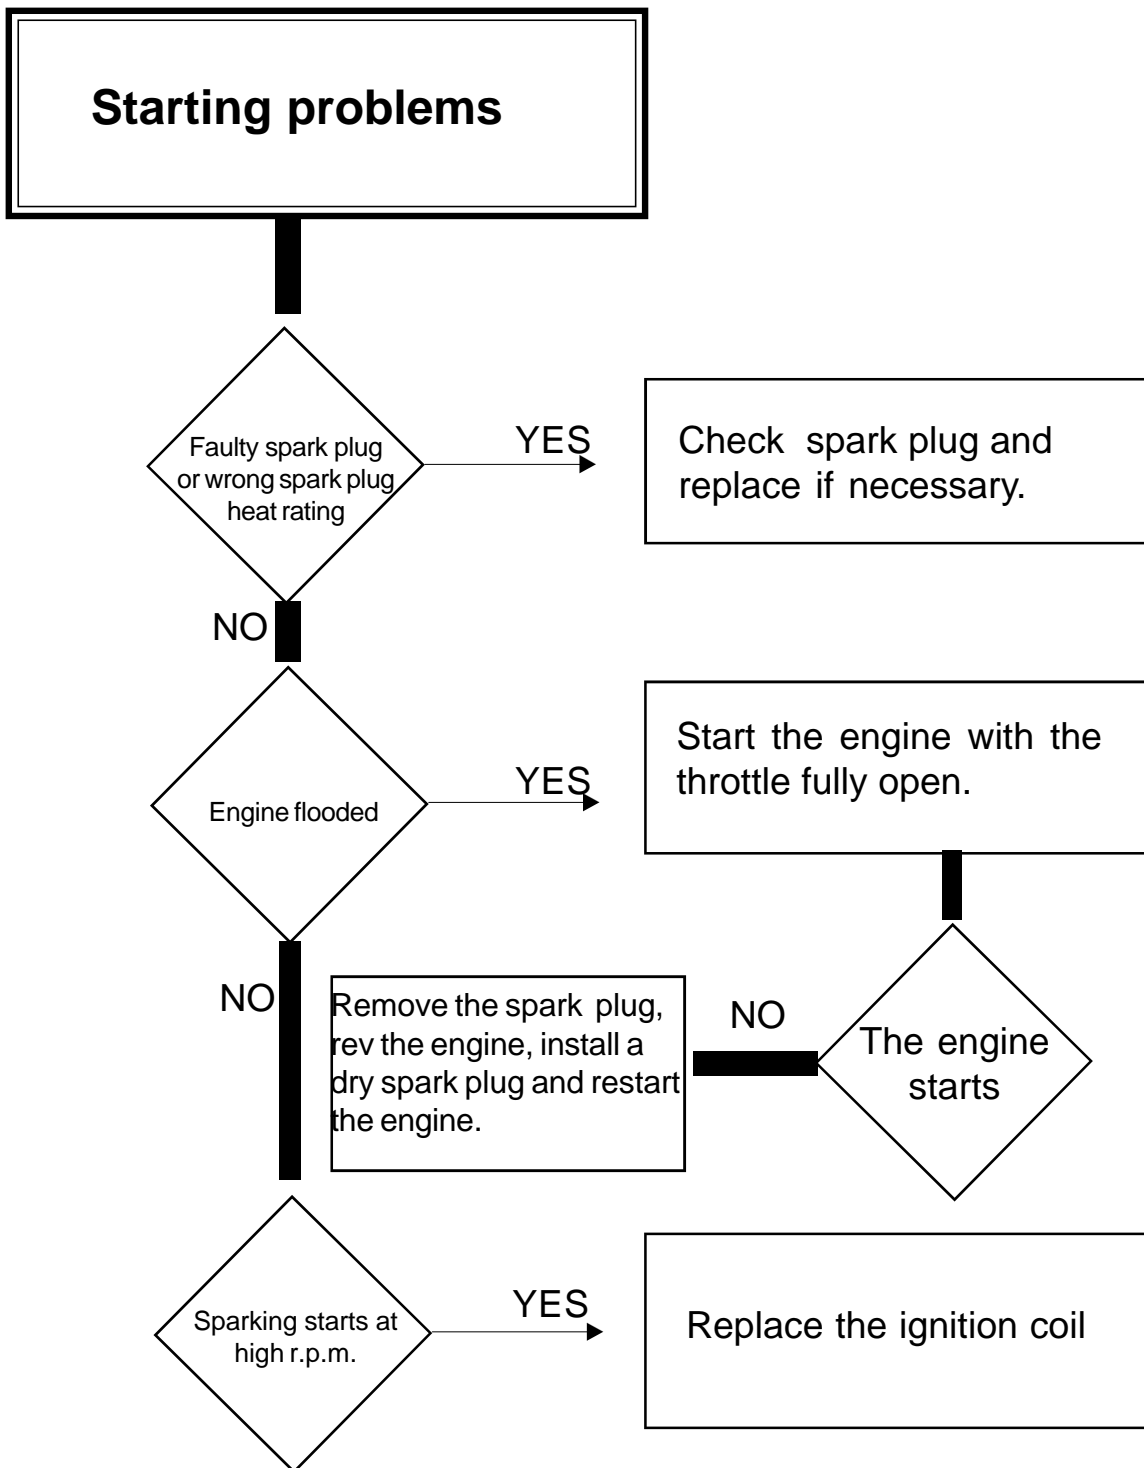 Starting problems
Faulty spark plug
or wrong spark plug
heat rating
YES
Check spark plug and
replace if necessary.
NO
Engine flooded
YES
Start the engine with the
throttle fully open.
NO
Remove the spark plug,
rev the engine, install a
dry spark plug and restart
the engine.
NO
The engine
starts
Sparking starts at
high r.p.m.
YES
Replace the ignition coil